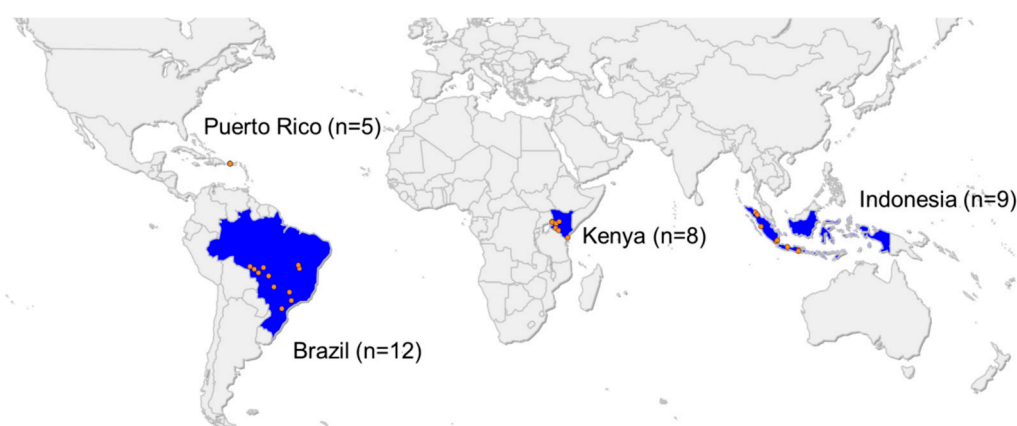 Puerto Rico (n=5)
Indonesia (n=9)
Kenya (n=8)
Brazil (n=12)